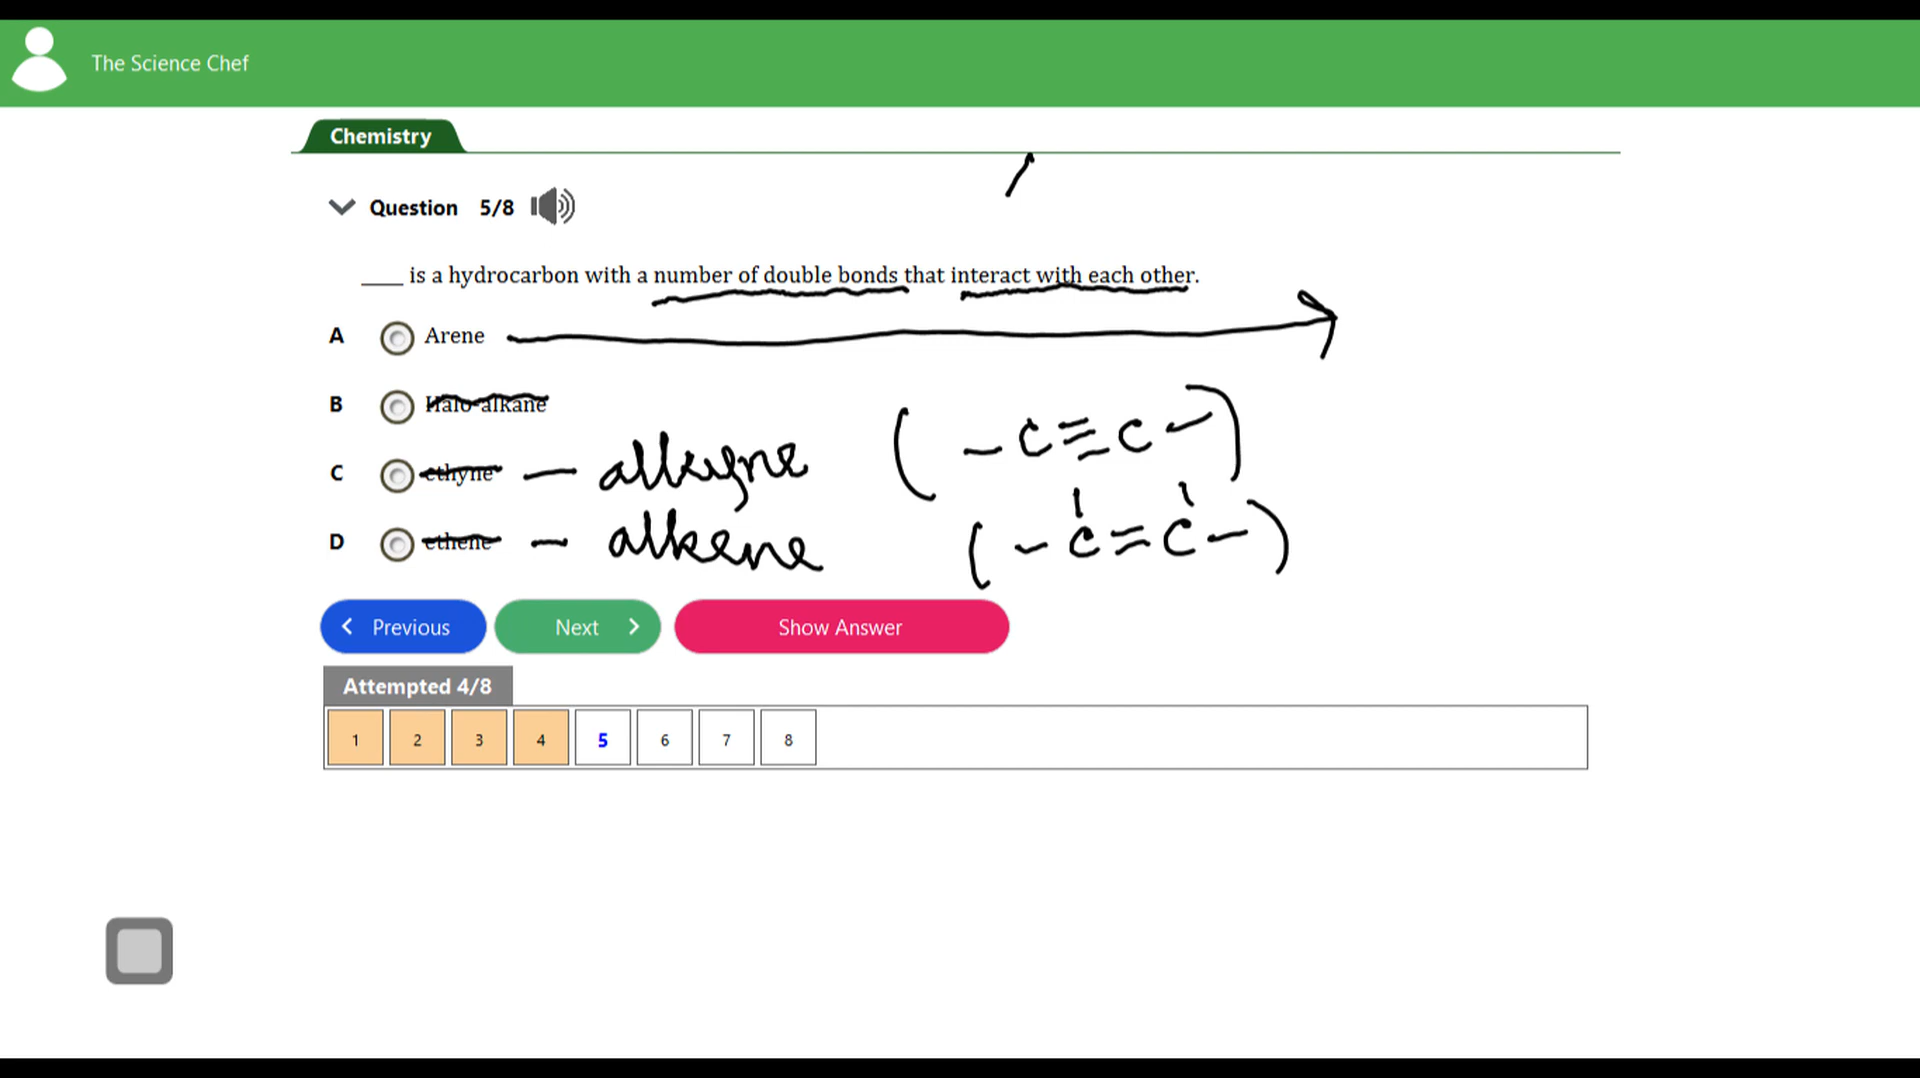 The Science Chef
Chemistry
Question 5/8
____ is a hydrocarbon with a number of double bonds that interact with each other.
A Arene
B Halo-alkane
C ethyne — alkyne ( - C ≡ C - )
D ethene — alkene ( - C = C - )
Previous Next Show Answer
Attempted 4/8
1 2 3 4 5 6 7 8